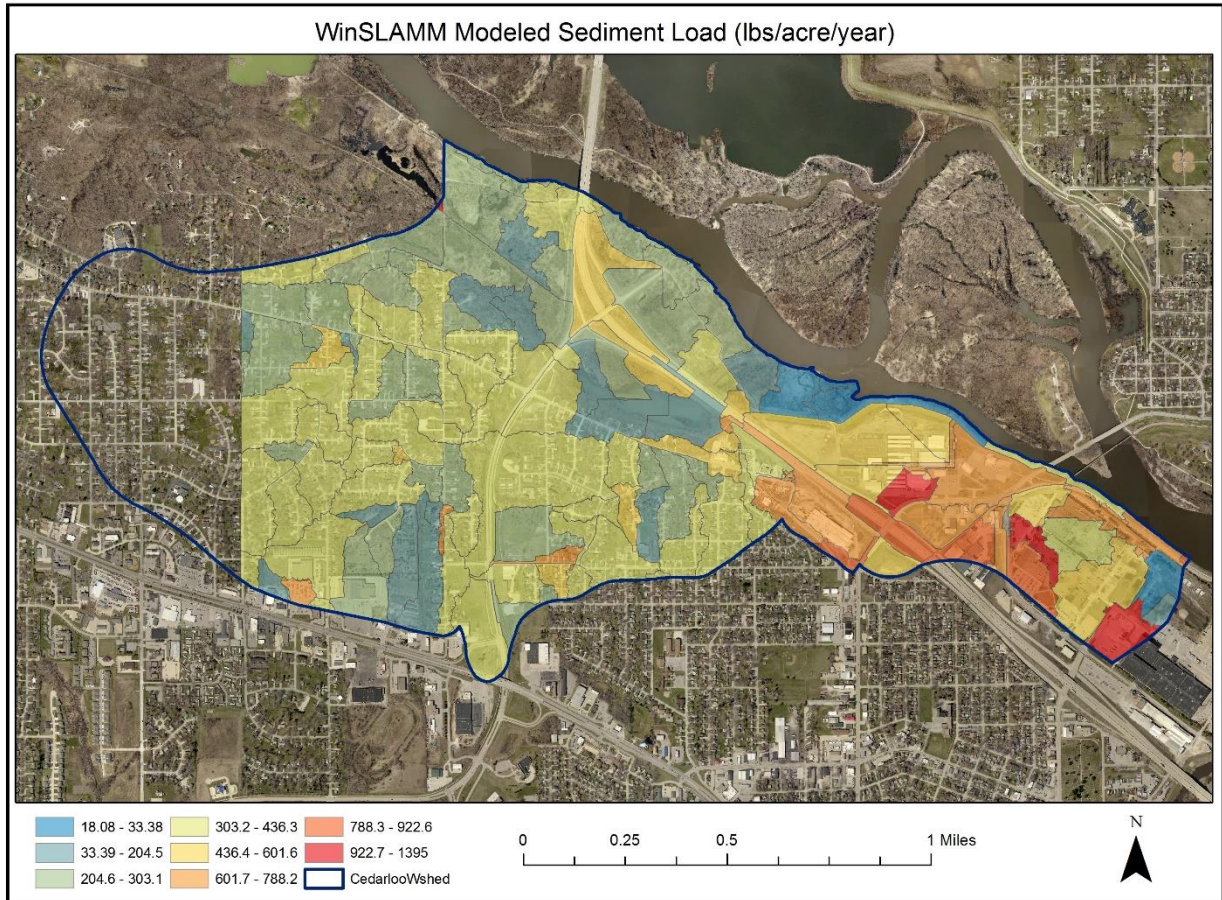 WinSLAMM Modeled Sediment Load (lbs/acre/year)
18.08 - 33.38 303.2 - 436.3 788.3 - 922.6
33.39 - 204.5 436.4 - 601.6 922.7 - 1395
204.6 - 303.1 601.7 - 788.2 CedarlooWshed
0 0.25 0.5 1 Miles
N